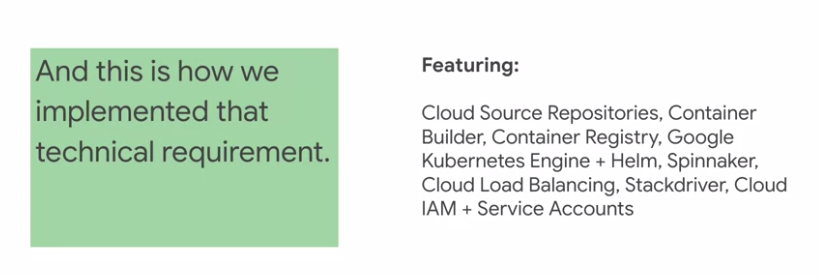 And this is how we
implemented that
technical requirement.
Featuring:
Cloud Source Repositories, Container
Builder, Container Registry, Google
Kubernetes Engine + Helm, Spinnaker,
Cloud Load Balancing, Stackdriver, Cloud
IAM + Service Accounts